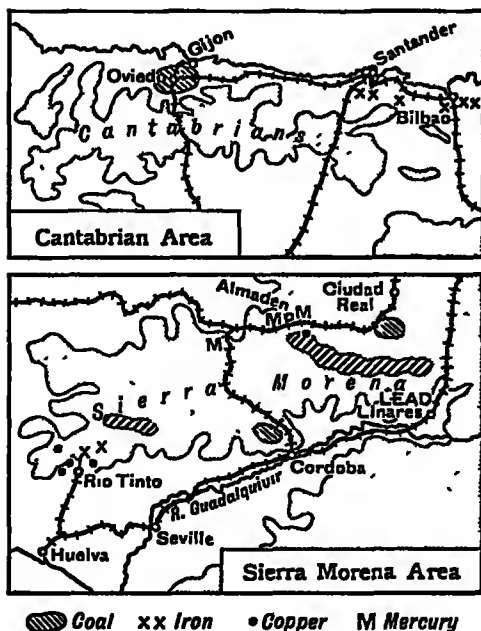 Gijon
Santander
Oviedo
Bilbao
Cantabrians
Cantabrian Area
Almaden
Ciudad
Real
M M
M
Sierra Morena
LEAD
Linares
Cordoba
Rio Tinto
R. Guadalquivir
Seville
Huelva
Sierra Morena Area
Coal xx Iron Copper M Mercury